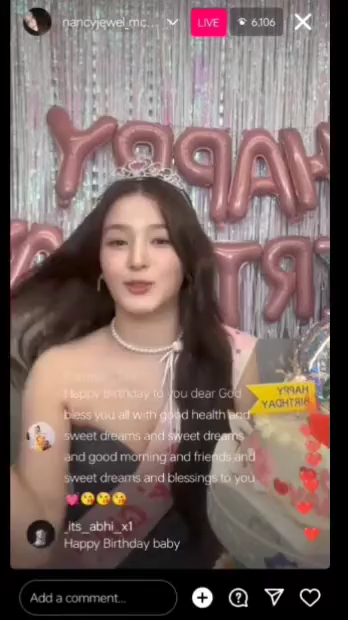 nancyjewel_mc...
LIVE
6,106
HAPPY
HAPPY
BIRTHDAY
Happy Birthday to you dear God
bless you all with good health and
sweet dreams and sweet dreams
and good morning and friends and
sweet dreams and blessings to you
💗😘😘😘
_its_abhi_x1
Happy Birthday baby
Add a comment...